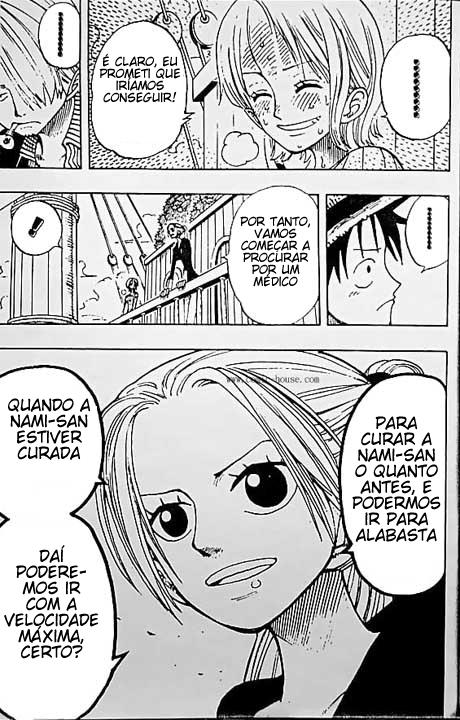 .........
É CLARO, EU
PROMETI QUE
IRÍAMOS
CONSEGUIR!
.........
.........
POR TANTO,
VAMOS
COMEÇAR A
PROCURAR
POR UM
MÉDICO
!
PARA
CURAR A
NAMI-SAN
O QUANTO
ANTES, E
PODERMOS
IR PARA
ALABASTA
QUANDO A
NAMI-SAN
ESTIVER
CURADA
DAÍ
PODERE-
MOS IR
COM A
VELOCIDADE
MÁXIMA,
CERTO?